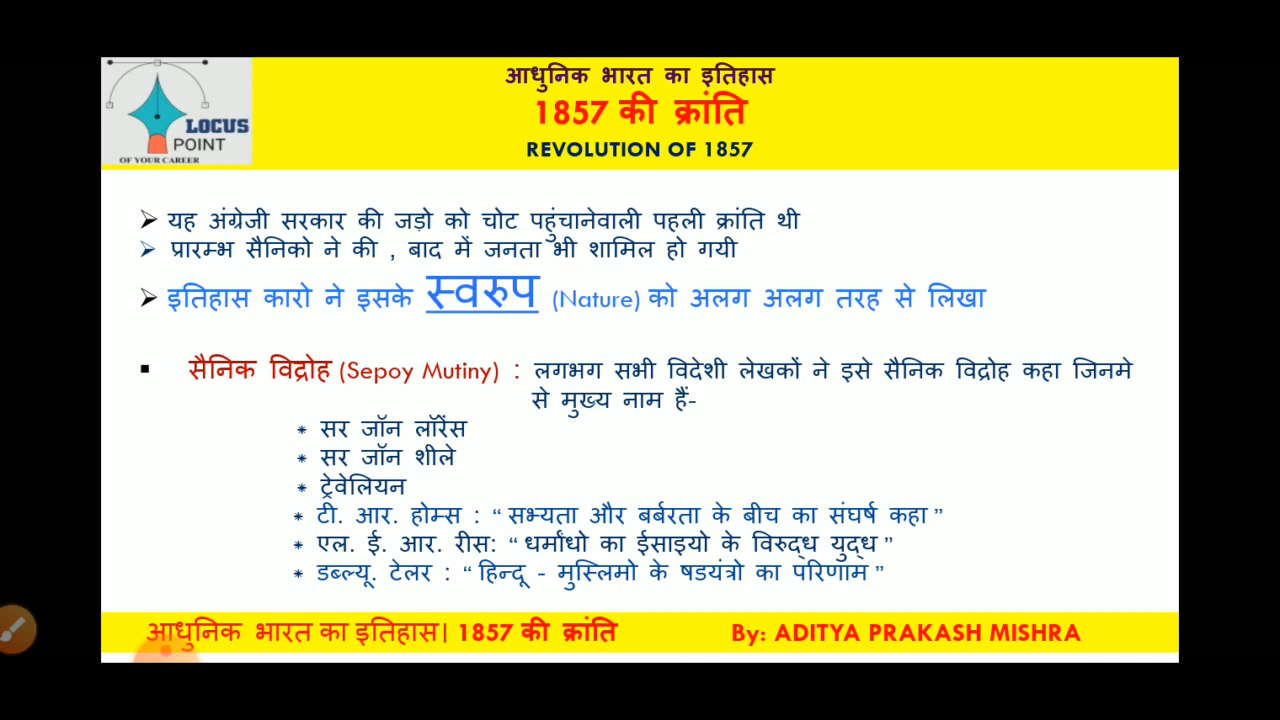 LOCUS
POINT
OF YOUR CAREER
आधुनिक भारत का इतिहास
1857 की क्रांति
REVOLUTION OF 1857
➢ यह अंग्रेजी सरकार की जड़ो को चोट पहुंचानेवाली पहली क्रांति थी
➢ प्रारम्भ सैनिको ने की , बाद में जनता भी शामिल हो गयी
➢ इतिहास कारो ने इसके स्वरुप (Nature) को अलग अलग तरह से लिखा
▪ सैनिक विद्रोह (Sepoy Mutiny) : लगभग सभी विदेशी लेखकों ने इसे सैनिक विद्रोह कहा जिनमे
से मुख्य नाम हैं-
* सर जॉन लॉरेंस
* सर जॉन शीले
* ट्रेवेलियन
* टी. आर. होम्स : “ सभ्यता और बर्बरता के बीच का संघर्ष कहा ”
* एल. ई. आर. रीस: “ धर्मांधो का ईसाइयो के विरुद्ध युद्ध ”
* डब्ल्यू. टेलर : “ हिन्दू - मुस्लिमो के षडयंत्रो का परिणाम ”
आधुनिक भारत का इतिहास। 1857 की क्रांति
By: ADITYA PRAKASH MISHRA